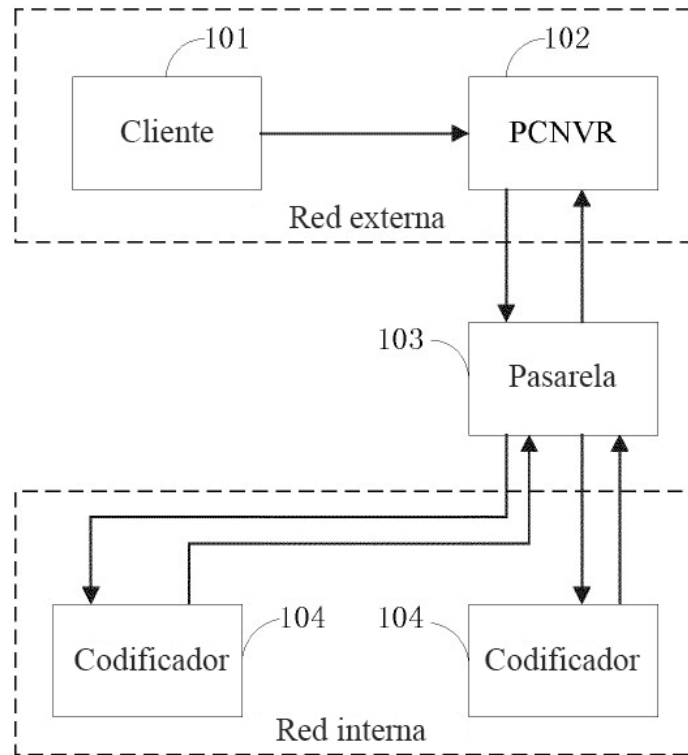 101
102
Cliente
PCNVR
Red externa
103
Pasarela
104
104
Codificador
Codificador
Red interna